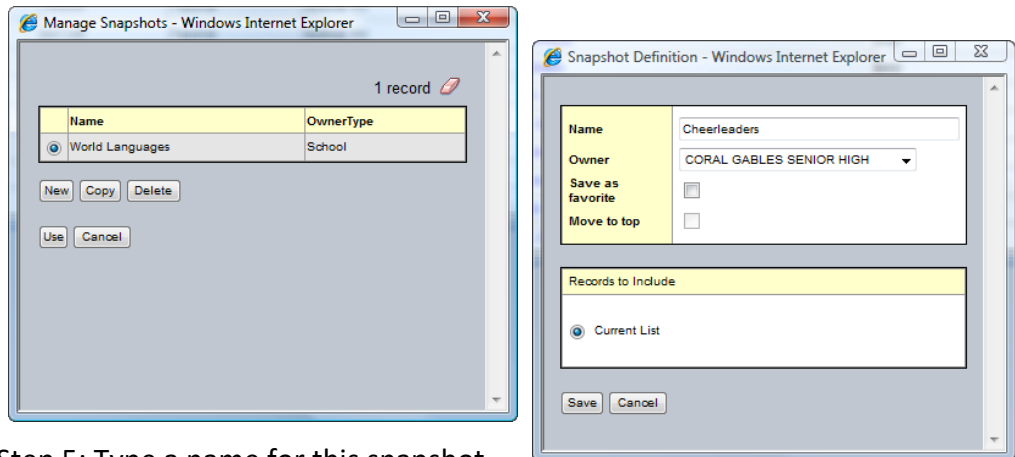 Manage Snapshots - Windows Internet Explorer
1 record
Name OwnerType
World Languages School
New Copy Delete
Use Cancel
Snapshot Definition - Windows Internet Explorer
Name Cheerleaders
Owner CORAL GABLES SENIOR HIGH
Save as
favorite
Move to top
Records to Include
Current List
Save Cancel
Step 5: Type a name for this snapshot